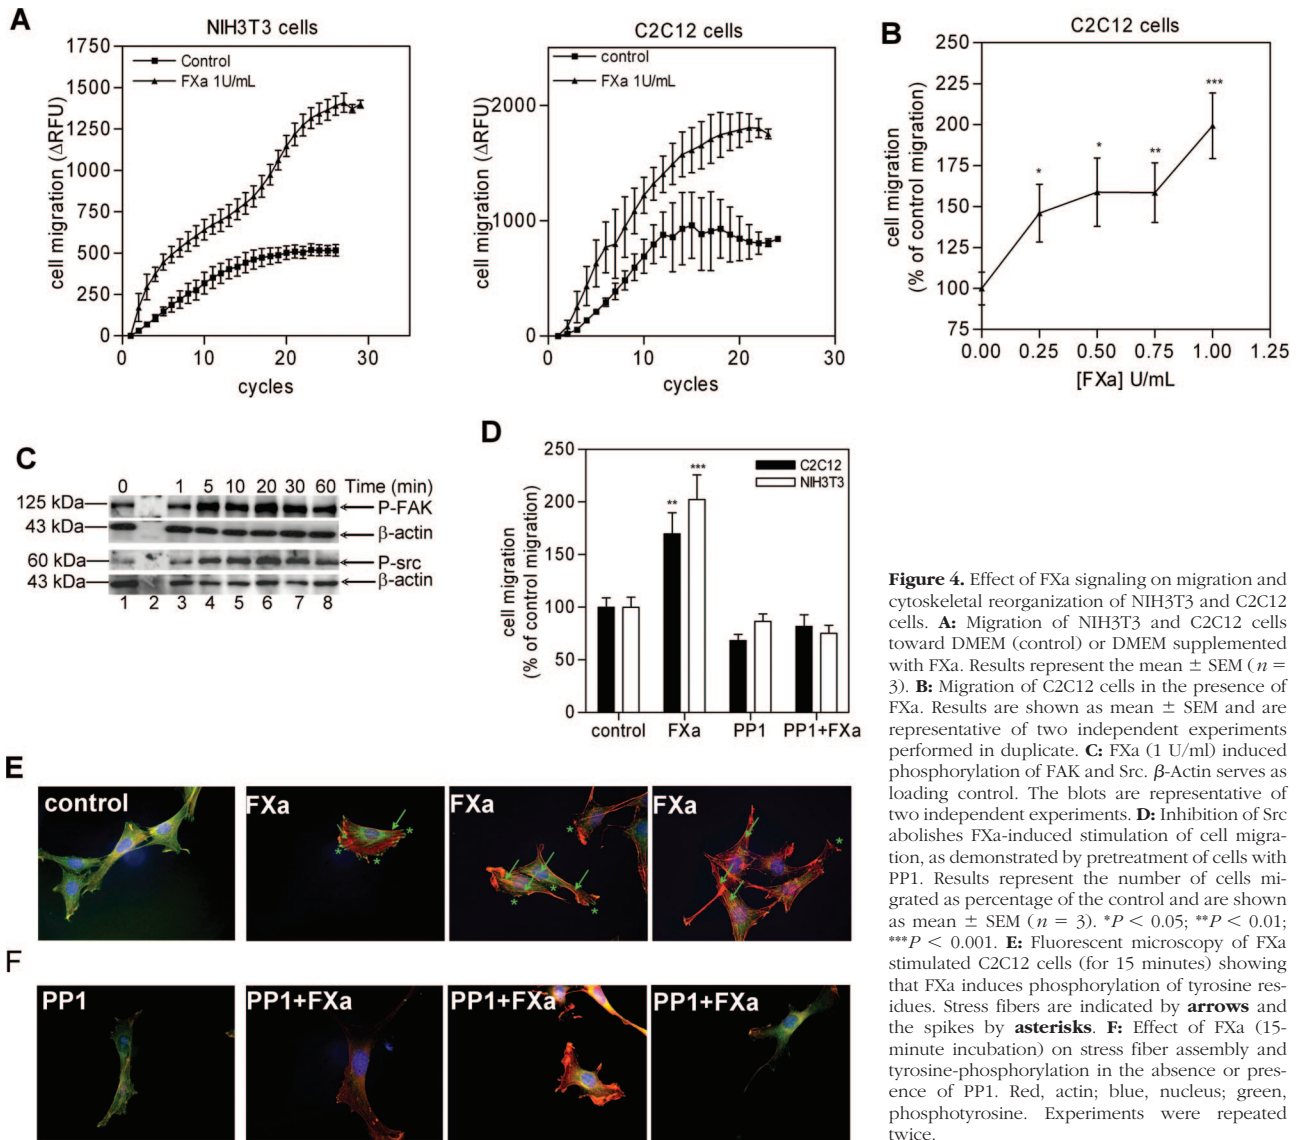 A
NIH3T3 cells
cell migration (ΔRFU)
1750
1500
1250
1000
750
500
250
0
Control
FXa 1U/mL
0 10 20 30
cycles
C2C12 cells
cell migration (ΔRFU)
2000
1000
0
control
FXa 1U/mL
0 10 20 30
cycles
B
C2C12 cells
cell migration
(% of control migration)
250
225
200
175
150
125
100
75
* * ** ***
0.00 0.25 0.50 0.75 1.00 1.25
[FXa] U/mL
C
0 1 5 10 20 30 60 Time (min)
125 kDa P-FAK
43 kDa β-actin
60 kDa P-src
43 kDa β-actin
1 2 3 4 5 6 7 8
D
cell migration
(% of control migration)
250
200
150
100
50
0
C2C12
NIH3T3
** ***
control FXa PP1 PP1+FXa
E
control FXa FXa FXa
* * * *
* * * * *
*
F
PP1 PP1+FXa PP1+FXa PP1+FXa
Figure 4. Effect of FXa signaling on migration and
cytoskeletal reorganization of NIH3T3 and C2C12
cells. A: Migration of NIH3T3 and C2C12 cells
toward DMEM (control) or DMEM supplemented
with FXa. Results represent the mean ± SEM (n =
3). B: Migration of C2C12 cells in the presence of
FXa. Results are shown as mean ± SEM and are
representative of two independent experiments
performed in duplicate. C: FXa (1 U/ml) induced
phosphorylation of FAK and Src. β-Actin serves as
loading control. The blots are representative of
two independent experiments. D: Inhibition of Src
abolishes FXa-induced stimulation of cell migra-
tion, as demonstrated by pretreatment of cells with
PP1. Results represent the number of cells mi-
grated as percentage of the control and are shown
as mean ± SEM (n = 3). *P < 0.05; **P < 0.01;
***P < 0.001. E: Fluorescent microscopy of FXa
stimulated C2C12 cells (for 15 minutes) showing
that FXa induces phosphorylation of tyrosine res-
idues. Stress fibers are indicated by arrows and
the spikes by asterisks. F: Effect of FXa (15-
minute incubation) on stress fiber assembly and
tyrosine-phosphorylation in the absence or pres-
ence of PP1. Red, actin; blue, nucleus; green,
phosphotyrosine. Experiments were repeated
twice.